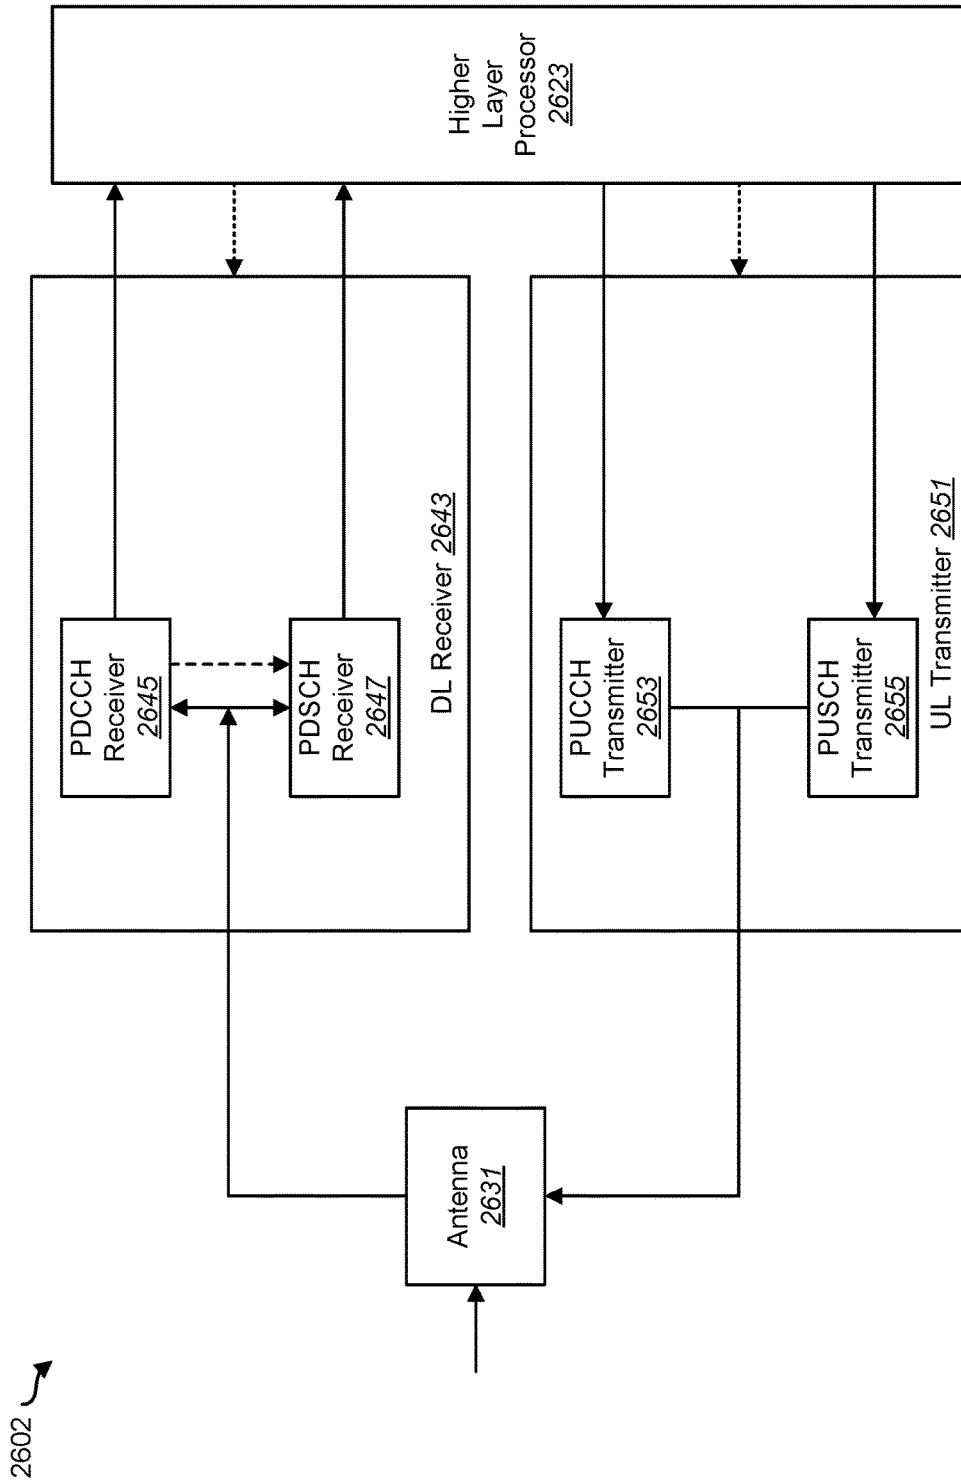 2602
Higher
Layer
Processor
2623
PDCCH
Receiver
2645
PDSCH
Receiver
2647
DL Receiver 2643
PUCCH
Transmitter
2653
PUSCH
Transmitter
2655
UL Transmitter 2651
Antenna
2631